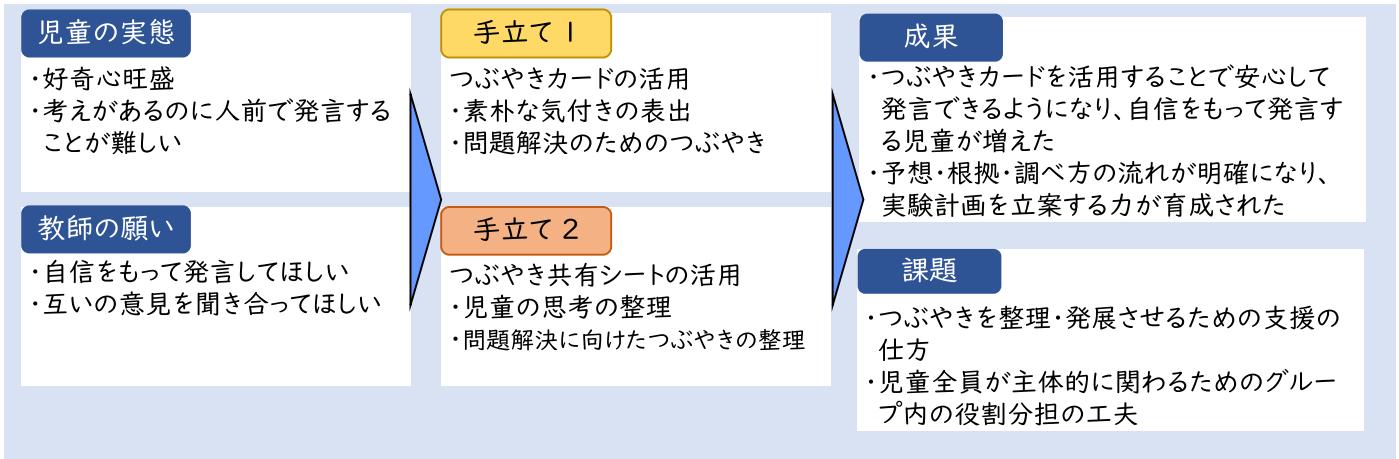 児童の実態
・好奇心旺盛
・考えがあるのに人前で発言する
ことが難しい
教師の願い
・自信をもって発言してほしい
・互いの意見を聞き合ってほしい
手立て１
つぶやきカードの活用
・素朴な気付きの表出
・問題解決のためのつぶやき
手立て２
つぶやき共有シートの活用
・児童の思考の整理
・問題解決に向けたつぶやきの整理
成果
・つぶやきカードを活用することで安心して
発言できるようになり、自信をもって発言す
る児童が増えた
・予想・根拠・調べ方の流れが明確になり、
実験計画を立案する力が育成された
課題
・つぶやきを整理・発展させるための支援の
仕方
・児童全員が主体的に関わるためのグルー
プ内の役割分担の工夫